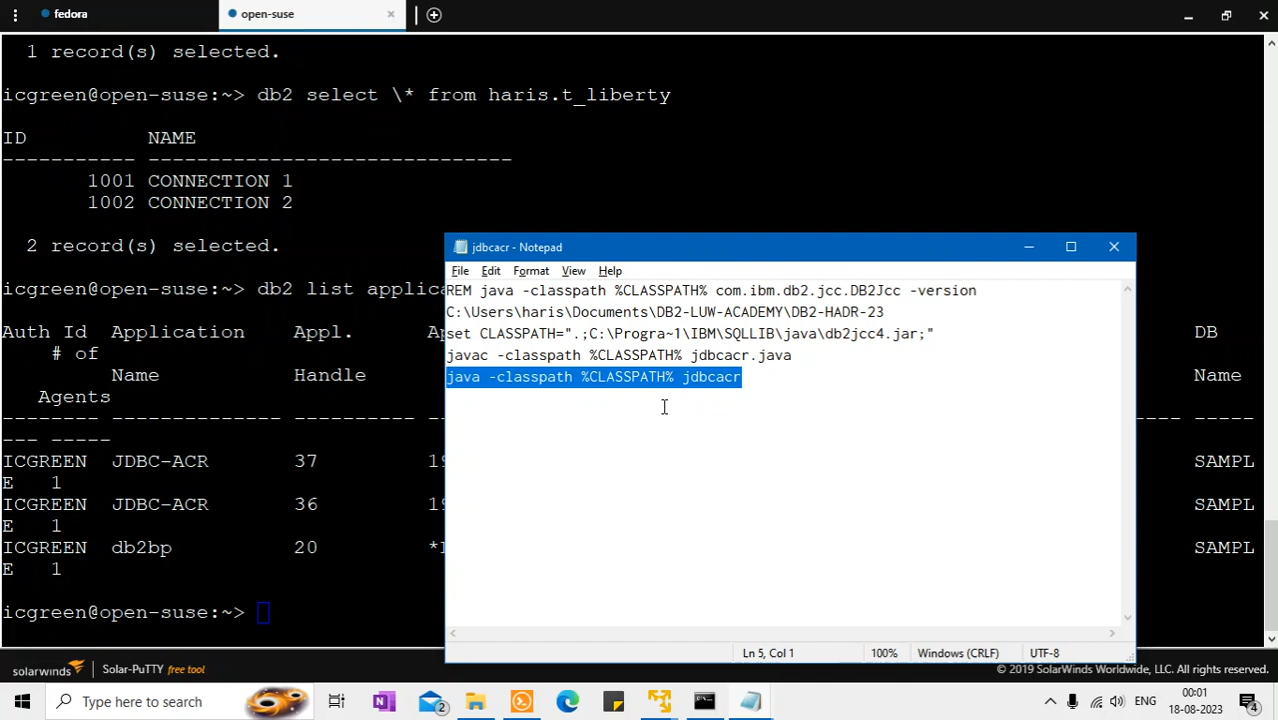 fedora
open-suse
1 record(s) selected.
icgreen@open-suse:~> db2 select \* from haris.t_liberty
ID NAME
----------- ------------------------------
1001 CONNECTION 1
1002 CONNECTION 2
2 record(s) selected.
icgreen@open-suse:~> db2 list applica
Auth Id Application Appl. Ap DB
# of
Name Handle Name
Agents
ICGREEN JDBC-ACR 37 19 SAMPL
E 1
ICGREEN JDBC-ACR 36 19 SAMPL
E 1
ICGREEN db2bp 20 SAMPL
E 1
icgreen@open-suse:~>
jdbcacr - Notepad
File Edit Format View Help
REM java -classpath %CLASSPATH% com.ibm.db2.jcc.DB2Jcc -version
C:\Users\haris\Documents\DB2-LUW-ACADEMY\DB2-HADR-23
set CLASSPATH=".;C:\Progra~1\IBM\SQLLIB\java\db2jcc4.jar;"
javac -classpath %CLASSPATH% jdbcacr.java
java -classpath %CLASSPATH% jdbcacr
Ln 5, Col 1 100% Windows (CRLF) UTF-8
solarwinds Solar-PuTTY free tool
© 2019 SolarWinds Worldwide, LLC. All rights reserved.
Type here to search
2
ENG
00:01
18-08-2023
4